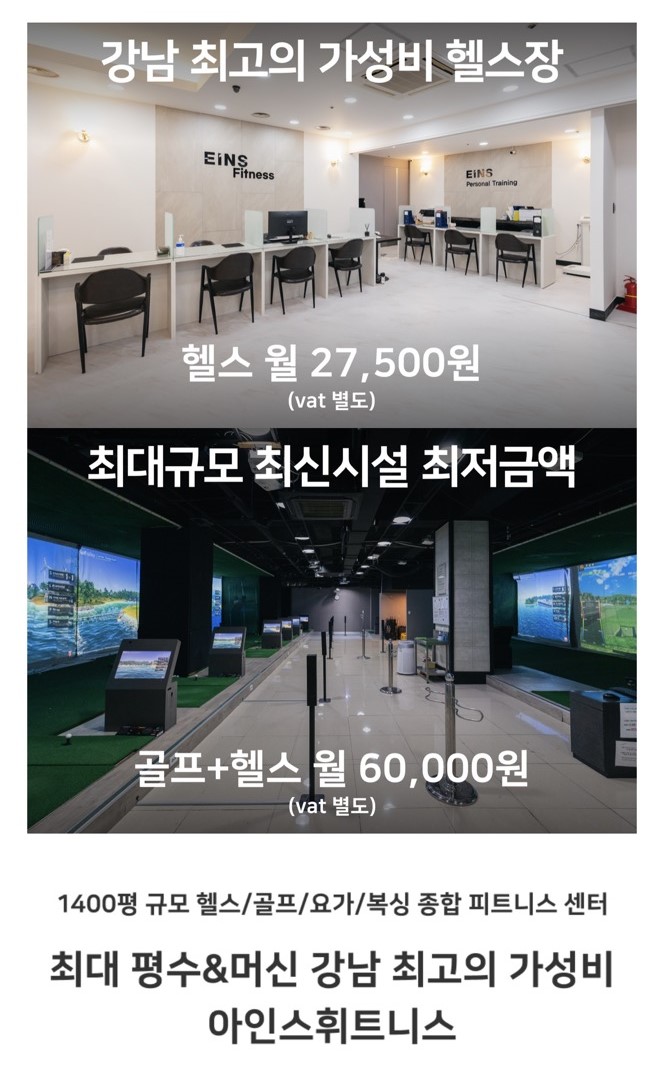 강남 최고의 가성비 헬스장
EiNS
Fitness
EiNS
Personal Training
헬스 월 27,500원
(vat 별도)
최대규모 최신시설 최저금액
골프+헬스 월 60,000원
(vat 별도)
1400평 규모 헬스/골프/요가/복싱 종합 피트니스 센터
최대 평수&머신 강남 최고의 가성비
아인스휘트니스